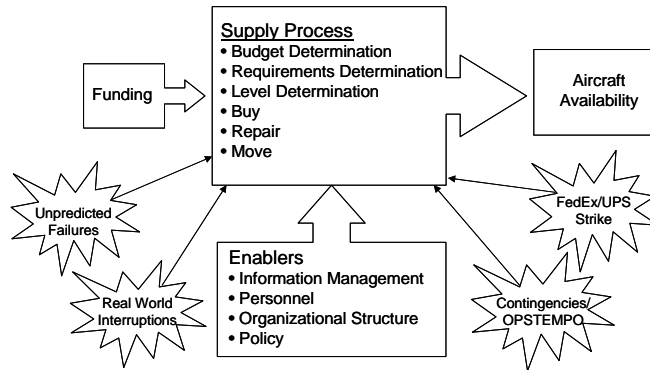 Supply Process
• Budget Determination
• Requirements Determination
• Level Determination
• Buy
• Repair
• Move
Funding
Aircraft
Availability
Unpredicted
Failures
FedEx/UPS
Strike
Enablers
• Information Management
• Personnel
• Organizational Structure
• Policy
Real World
Interruptions
Contingencies/
OPSTEMPO